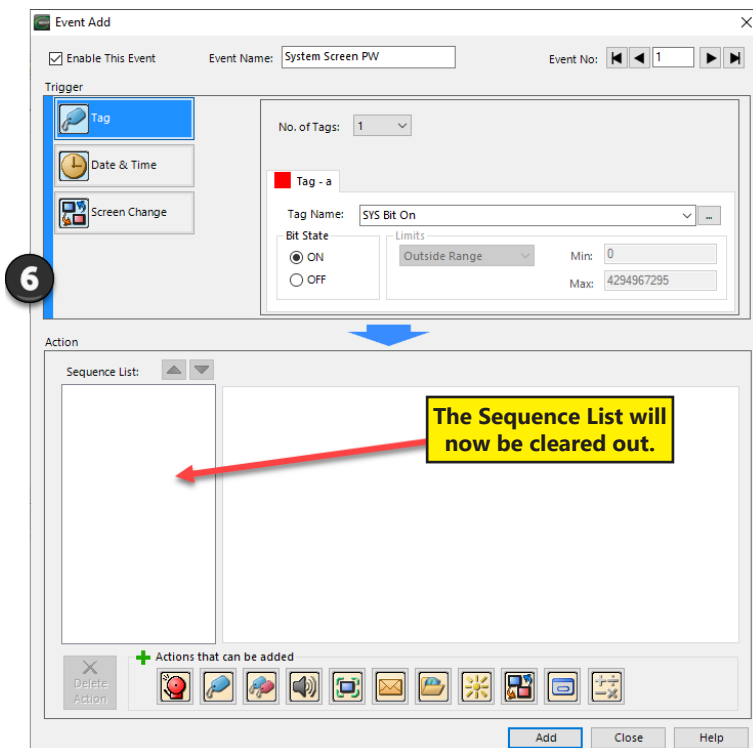 Event Add
Enable This Event
Event Name: System Screen PW
Event No: 1
Trigger
Tag
Date & Time
Screen Change
No. of Tags: 1
Tag - a
Tag Name: SYS Bit On ...
Bit State
ON
OFF
Limits
Outside Range
Min: 0
Max: 4294967295
6
Action
Sequence List:
The Sequence List will
now be cleared out.
Delete
Action
Actions that can be added
Add Close Help